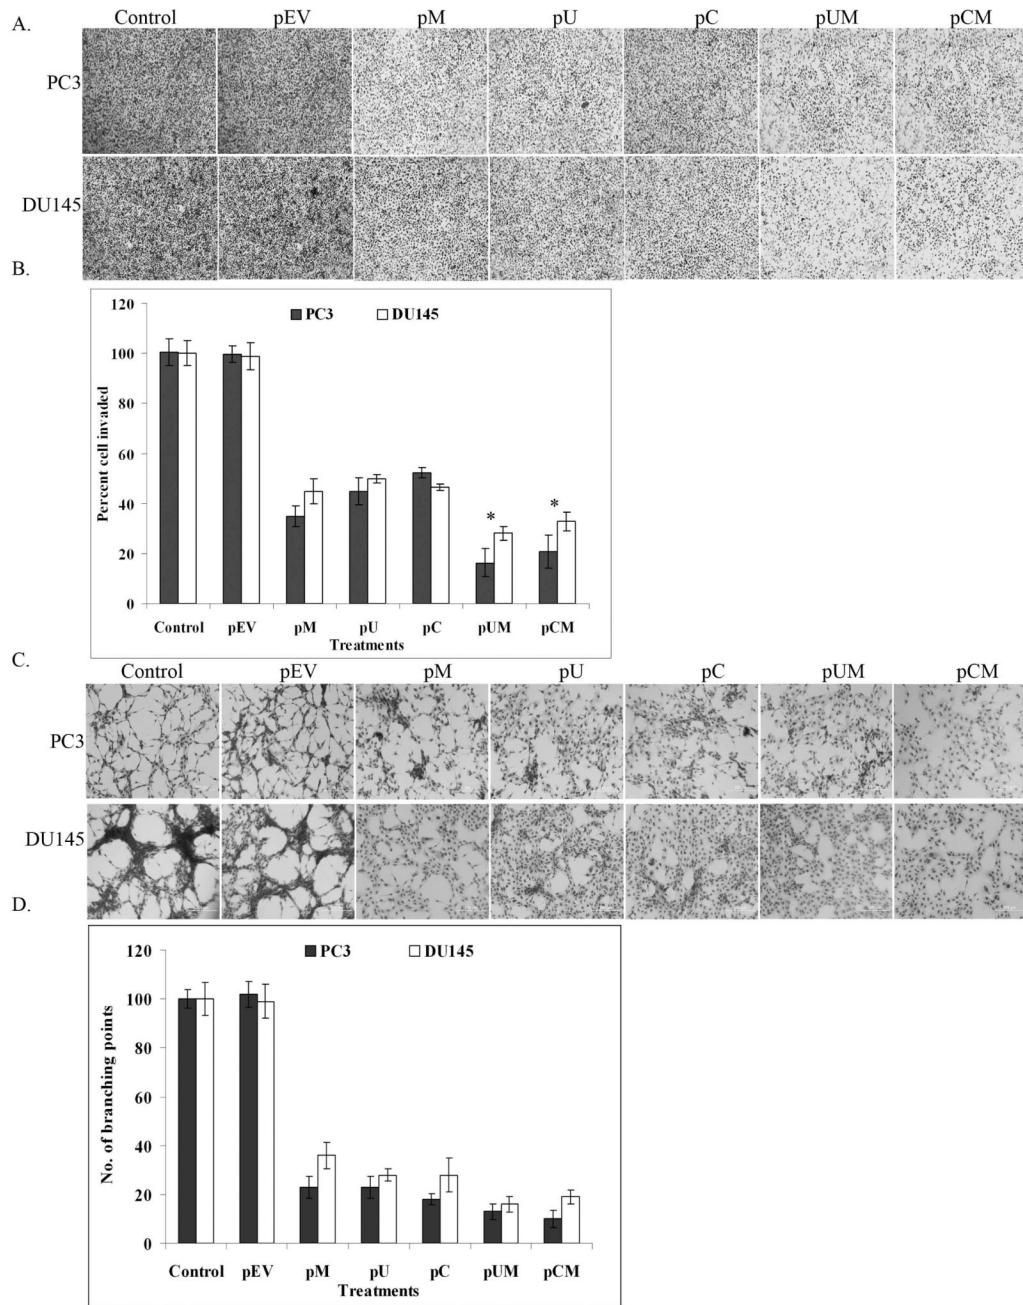 A.
Control pEV pM pU pC pUM pCM
PC3
DU145
B.
120
100
80
60
40
20
0
PC3 DU145
Percent cell invaded
* *
Control pEV pM pU pC pUM pCM
Treatments
C.
Control pEV pM pU pC pUM pCM
PC3
DU145
D.
120
100
80
60
40
20
0
PC3 DU145
No. of branching points
Control pEV pM pU pC pUM pCM
Treatments